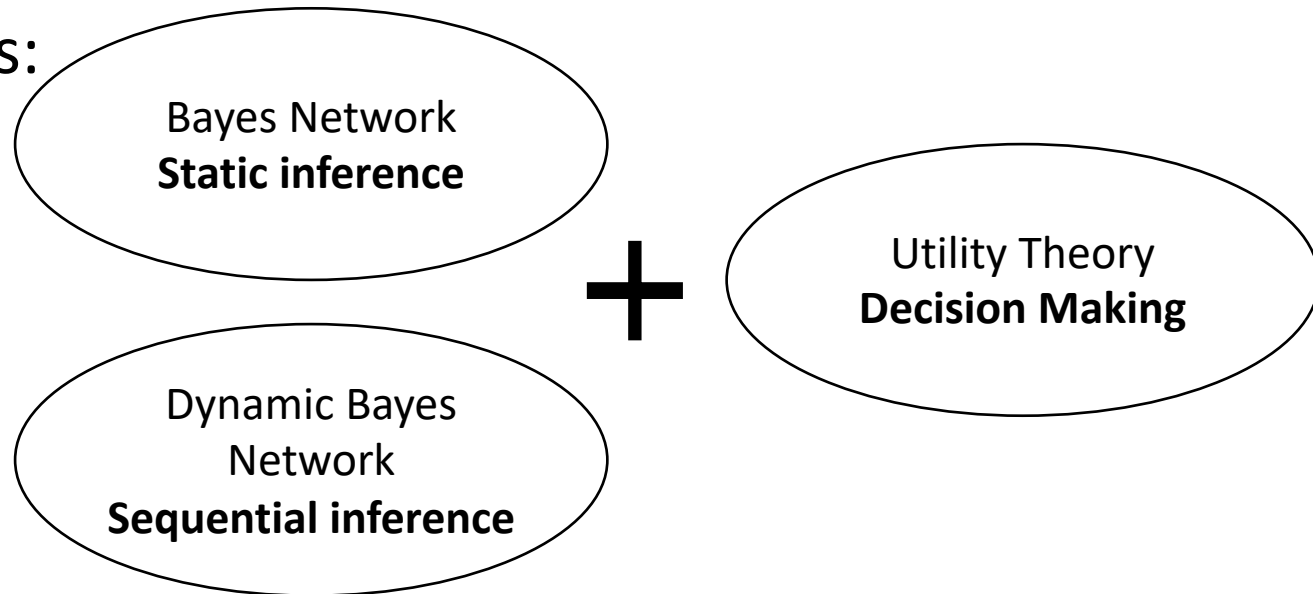 s:
Bayes Network
Static inference
+
Utility Theory
Decision Making
Dynamic Bayes
Network
Sequential inference